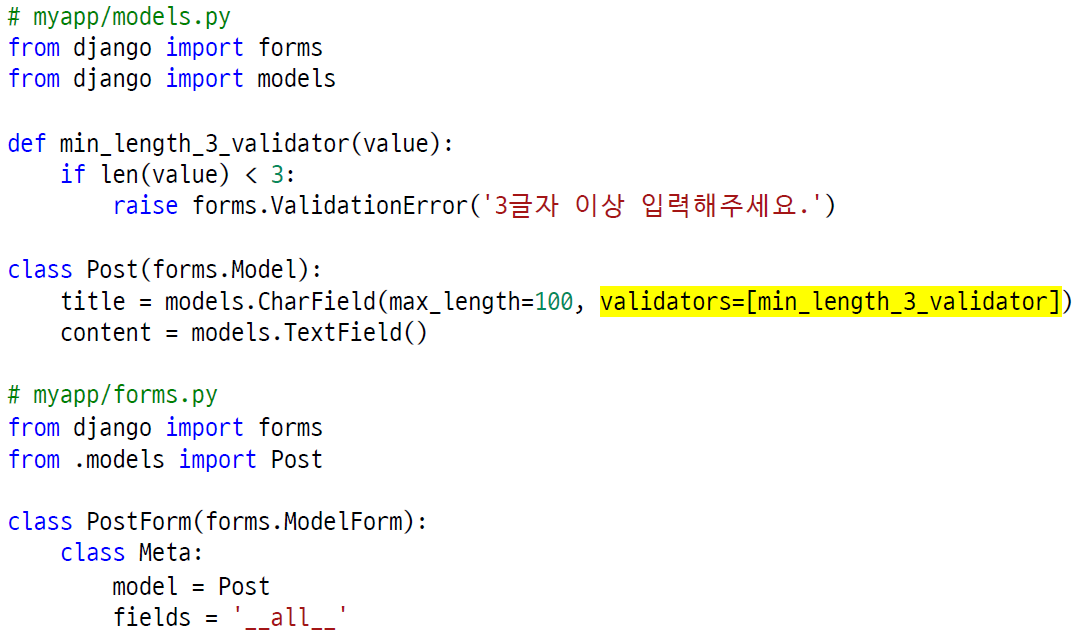 # myapp/models.py
from django import forms
from django import models

def min_length_3_validator(value):
    if len(value) < 3:
        raise forms.ValidationError('3글자 이상 입력해주세요.')

class Post(forms.Model):
    title = models.CharField(max_length=100, validators=[min_length_3_validator])
    content = models.TextField()

# myapp/forms.py
from django import forms
from .models import Post

class PostForm(forms.ModelForm):
    class Meta:
        model = Post
        fields = '__all__'